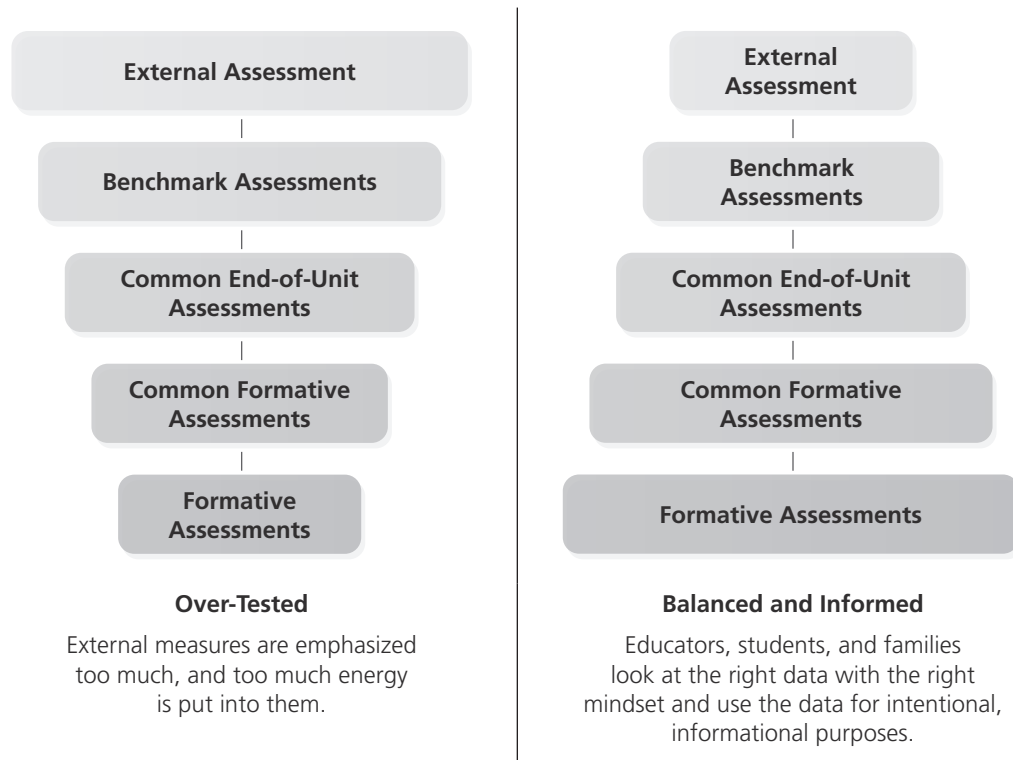 External Assessment
Benchmark Assessments
Common End-of-Unit
Assessments
Common Formative
Assessments
Formative
Assessments
Over-Tested
External measures are emphasized
too much, and too much energy
is put into them.
External
Assessment
Benchmark
Assessments
Common End-of-Unit
Assessments
Common Formative
Assessments
Formative Assessments
Balanced and Informed
Educators, students, and families
look at the right data with the right
mindset and use the data for intentional,
informational purposes.